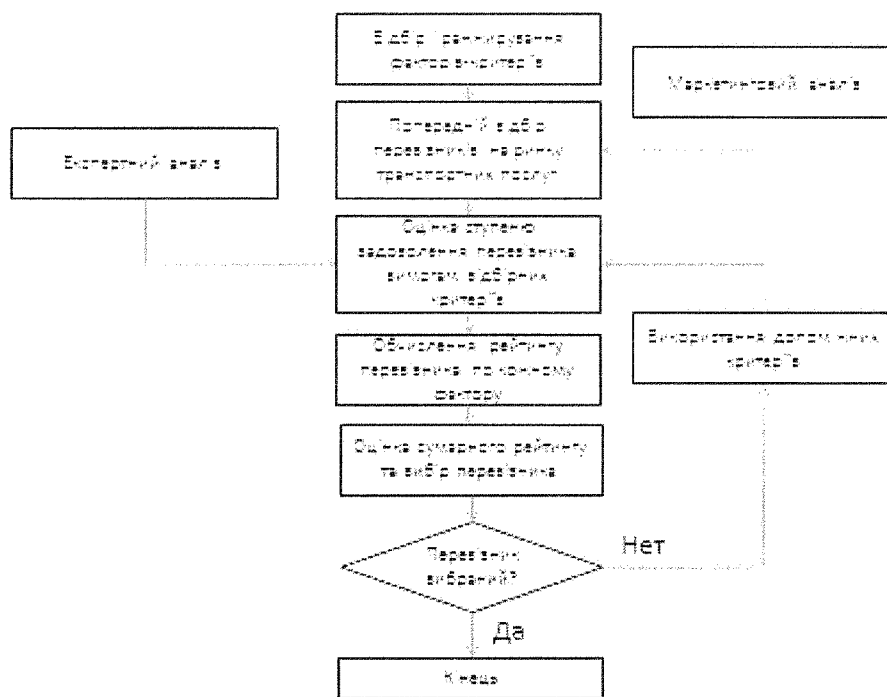 Відбір і ранжирування
факторів-критеріїв
Маркетинговий аналіз
Попередній відбір
перевізників на ринку
транспортних послуг
Експертний аналіз
Оцінка ступеню
задоволення перевізника
вимогам відбірних
критеріїв
Обчислення рейтингу
перевізника по кожному
фактору
Використання допоміжних
критеріїв
Оцінка сумарного рейтингу
та вибір перевізника
Перевізник
вибраний?
Нет
Да
Кінець